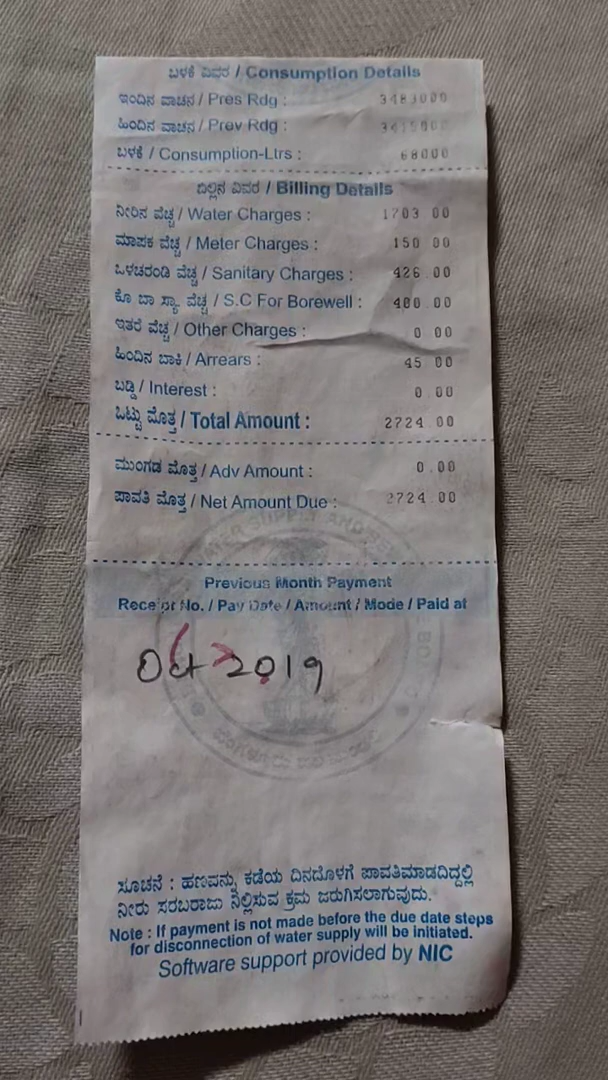 ಬಳಕೆ ವಿವರ / Consumption Details
ಇಂದಿನ ವಾಚನ / Pres Rdg : 3483000
ಹಿಂದಿನ ವಾಚನ / Prev Rdg :
ಬಳಕೆ / Consumption-Ltrs : 68000
ಬಿಲ್ಲಿನ ವಿವರ / Billing Details
ನೀರಿನ ವೆಚ್ಚ / Water Charges : 1703.00
ಮಾಪಕ ವೆಚ್ಚ / Meter Charges : 150.00
ಒಳಚರಂಡಿ ವೆಚ್ಚ / Sanitary Charges : 426.00
ಕೊ ಬಾ ಸ್ಯಾ ವೆಚ್ಚ / S.C For Borewell : 400.00
ಇತರೆ ವೆಚ್ಚ / Other Charges : 0.00
ಹಿಂದಿನ ಬಾಕಿ / Arrears : 45.00
ಬಡ್ಡಿ / Interest : 0.00
ಒಟ್ಟು ಮೊತ್ತ / Total Amount : 2724.00
ಮುಂಗಡ ಮೊತ್ತ / Adv Amount : 0.00
ಪಾವತಿ ಮೊತ್ತ / Net Amount Due : 2724.00
Previous Month Payment
Receipt No. / Pay Date / Amount / Mode / Paid at
Oct 2019
ಸೂಚನೆ : ಹಣವನ್ನು ಕಡೆಯ ದಿನದೊಳಗೆ ಪಾವತಿಮಾಡದಿದ್ದಲ್ಲಿ
ನೀರು ಸರಬರಾಜು ನಿಲ್ಲಿಸುವ ಕ್ರಮ ಜರುಗಿಸಲಾಗುವುದು.
Note : If payment is not made before the due date steps
for disconnection of water supply will be initiated.
Software support provided by NIC